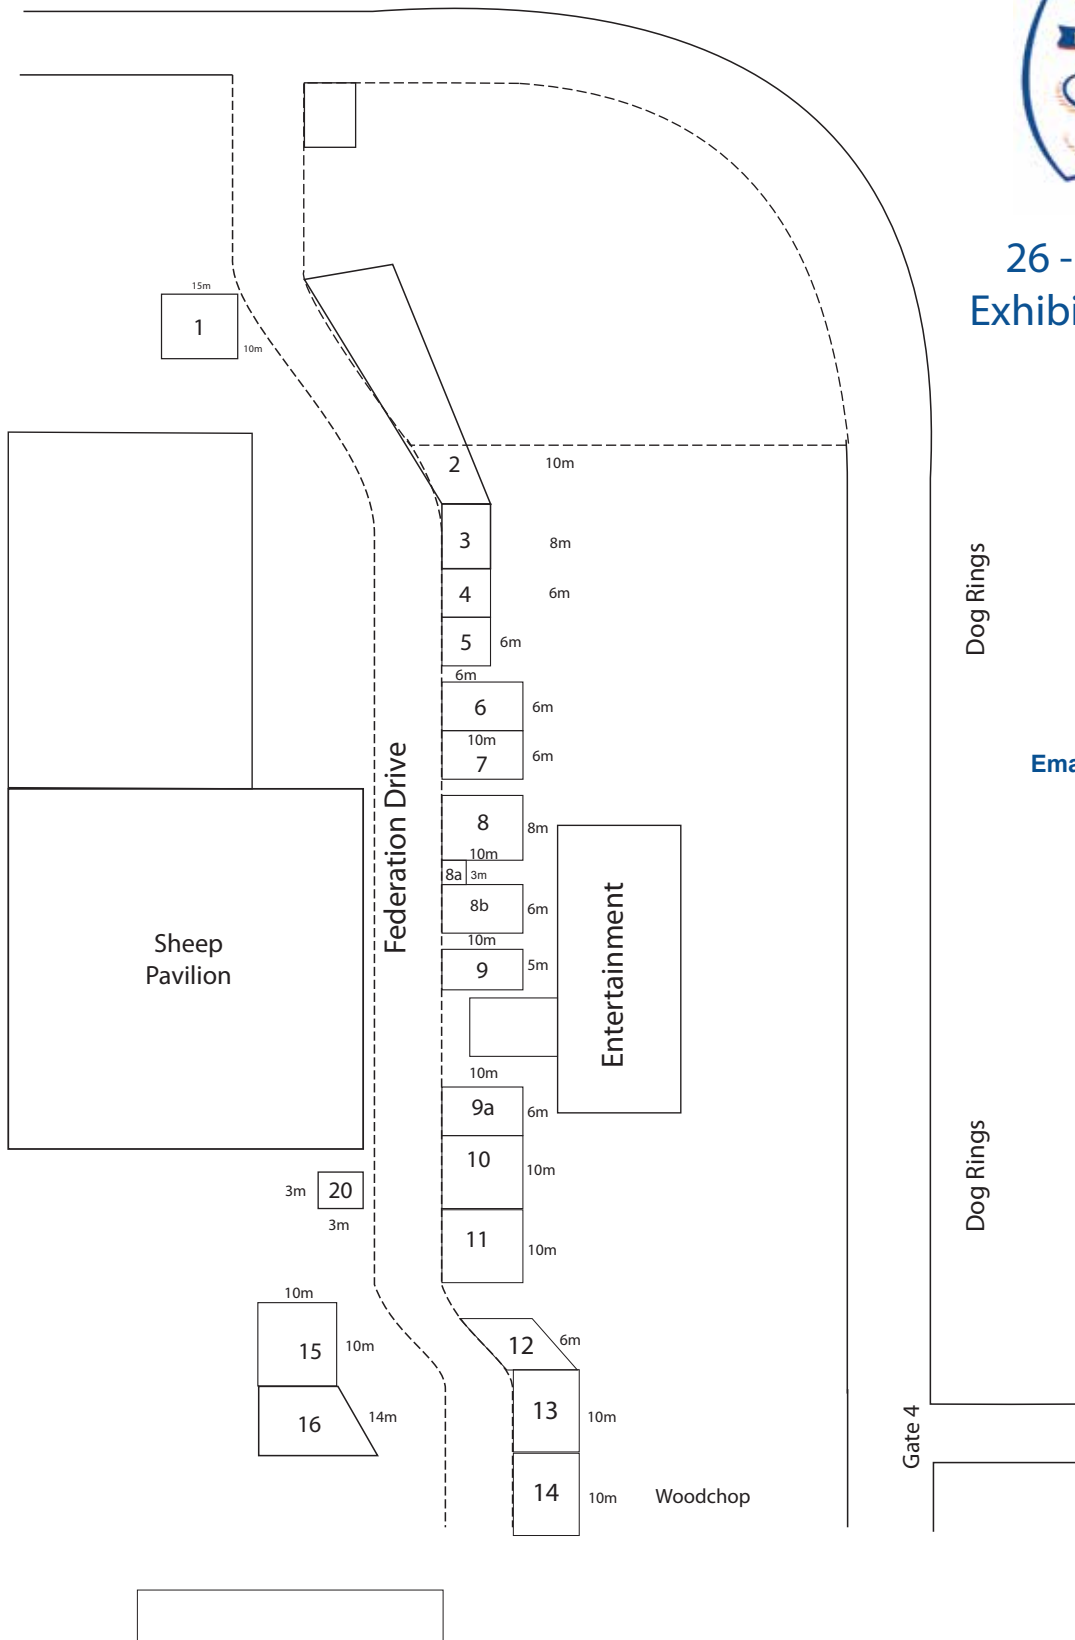 26 -
Exhibi
15m
1
10m
2
10m
3
8m
4
6m
5
6m
6m
6
6m
10m
7
6m
8
8m
10m
8a
3m
8b
6m
10m
9
5m
10m
9a
6m
10
10m
11
10m
12
6m
13
10m
14
10m
Woodchop
Federation Drive
Entertainment
Sheep
Pavilion
3m
20
3m
10m
15
10m
16
14m
Dog Rings
Dog Rings
Ema
Gate 4